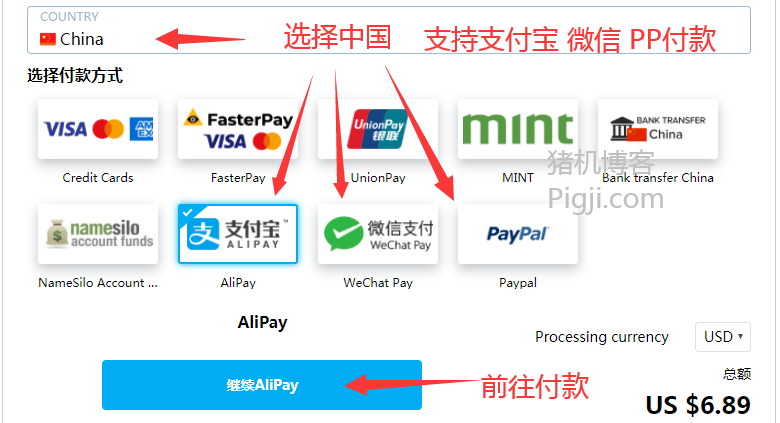 COUNTRY
China
选择中国
支持支付宝 微信 PP付款
选择付款方式
VISA
AM
EX
FasterPay
VISA
UnionPay
银联
mint
BANK TRANSFER
China
Credit Cards
FasterPay
UnionPay
MINT
Bank transfer China
猪机博客
Pigji.com
namesilo
account funds
支付宝™
ALIPAY
微信支付
WeChat Pay
PayPal
NameSilo Account ...
AliPay
WeChat Pay
Paypal
AliPay
Processing currency
USD
继续AliPay
前往付款
总额
US $6.89